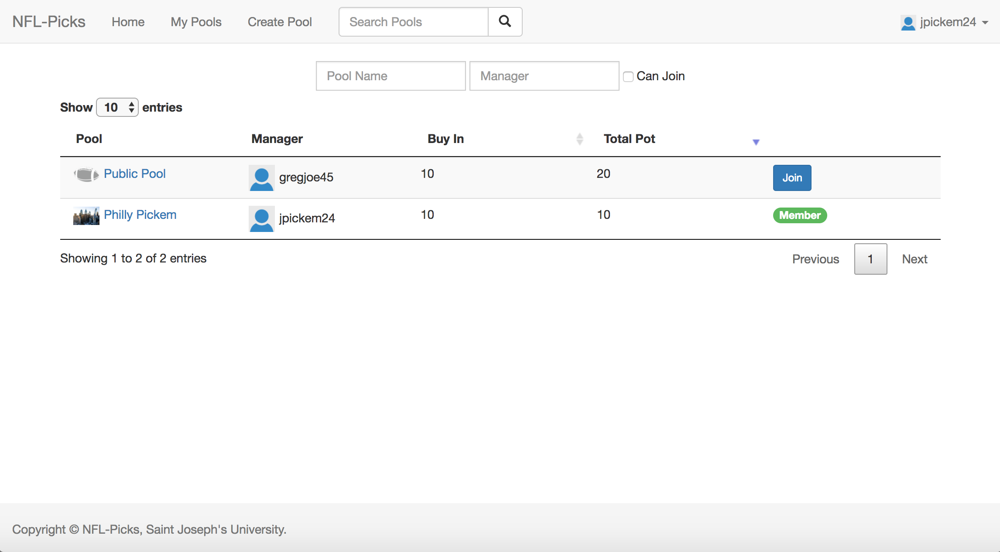 NFL-Picks Home My Pools Create Pool Search Pools jpickem24
Pool Name Manager Can Join
Show 10 entries
Pool Manager Buy In Total Pot
Public Pool gregjoe45 10 20 Join
Philly Pickem jpickem24 10 10 Member
Showing 1 to 2 of 2 entries Previous 1 Next
Copyright © NFL-Picks, Saint Joseph's University.